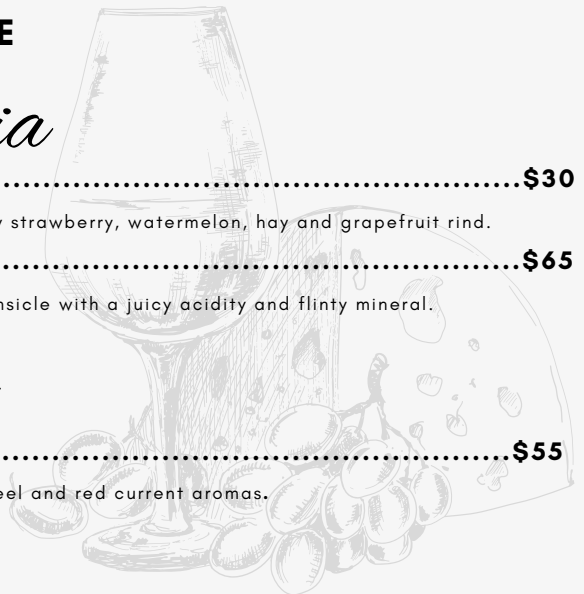 E
ia
$30
y strawberry, watermelon, hay and grapefruit rind.
$65
nsicle with a juicy acidity and flinty mineral.
$55
eel and red current aromas.